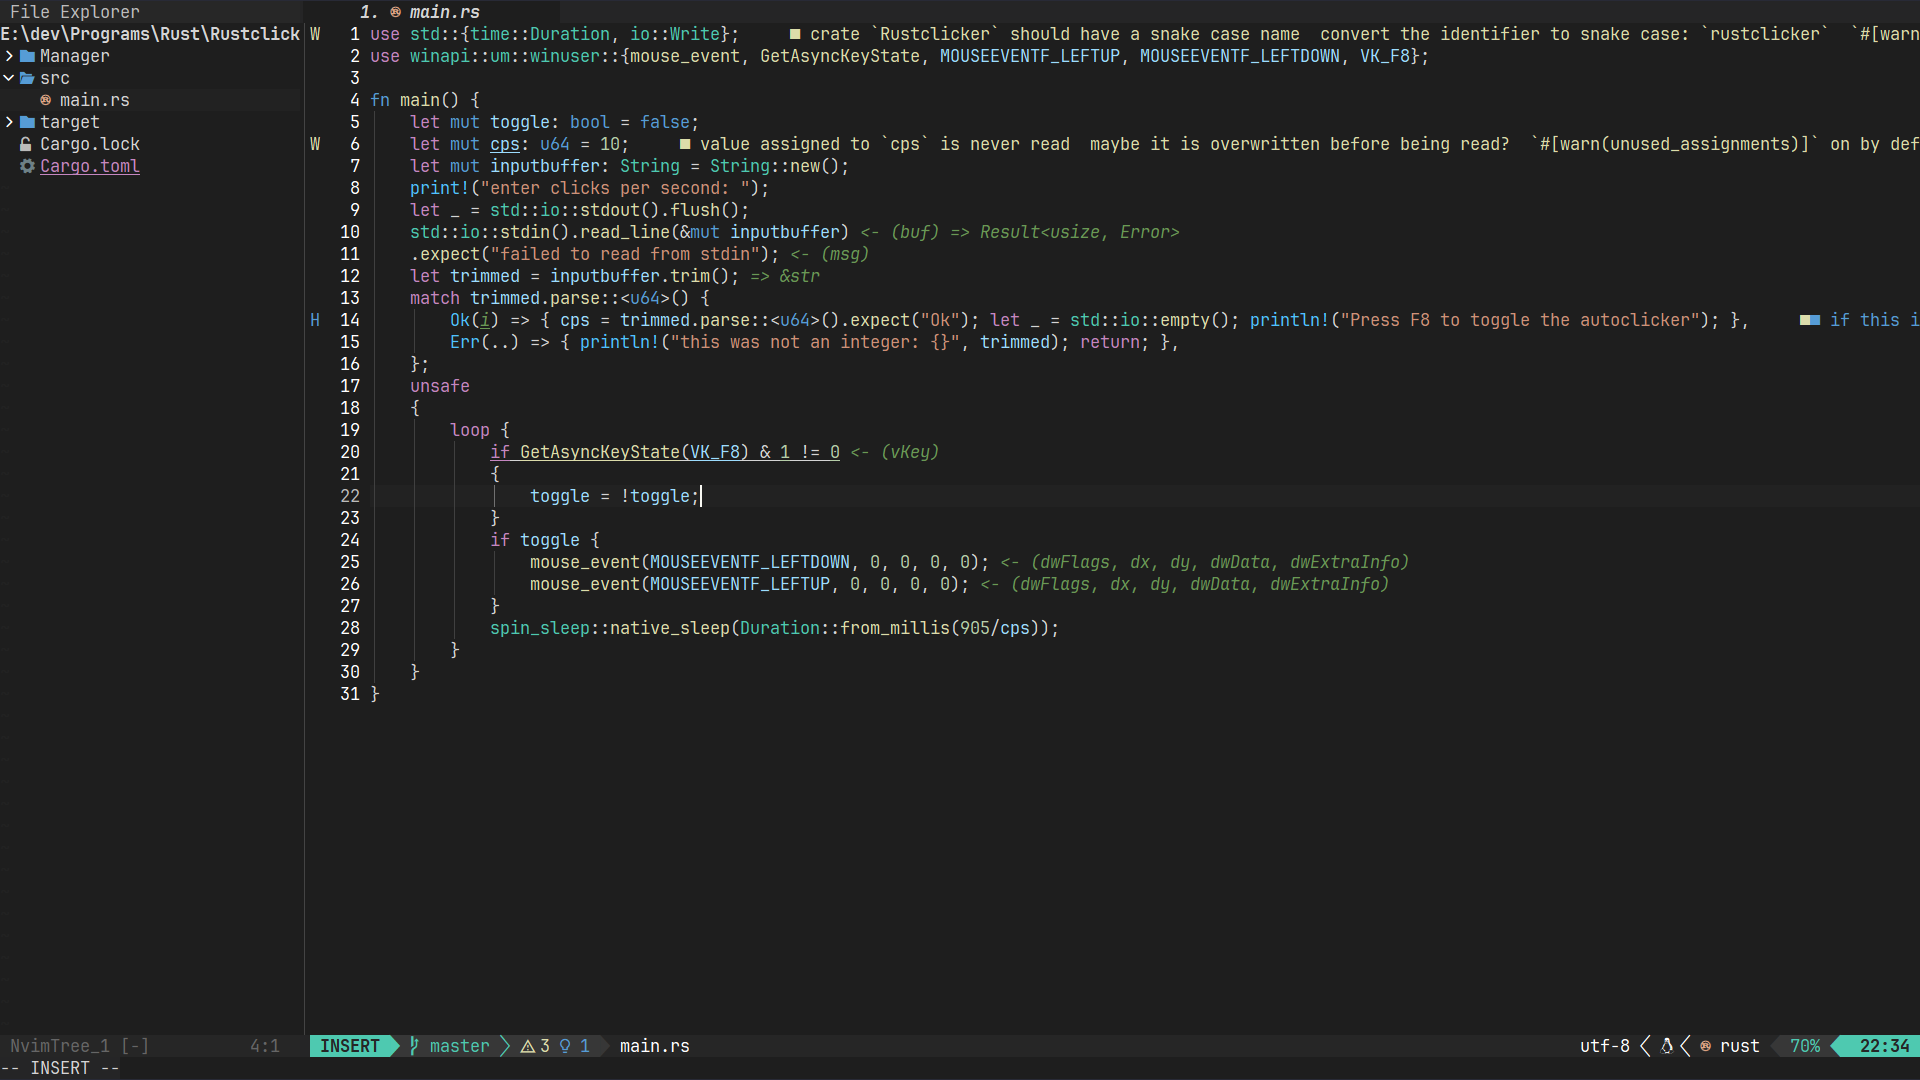 File Explorer
1. main.rs
E:\dev\Programs\Rust\Rustclick
Manager
src
main.rs
target
Cargo.lock
Cargo.toml
W 1 use std::{time::Duration, io::Write}; ■ crate `Rustclicker` should have a snake case name  convert the identifier to snake case: `rustclicker`  `#[warn
2 use winapi::um::winuser::{mouse_event, GetAsyncKeyState, MOUSEEVENTF_LEFTUP, MOUSEEVENTF_LEFTDOWN, VK_F8};
3
4 fn main() {
5     let mut toggle: bool = false;
W 6     let mut cps: u64 = 10; ■ value assigned to `cps` is never read  maybe it is overwritten before being read?  `#[warn(unused_assignments)]` on by def
7     let mut inputbuffer: String = String::new();
8     print!("enter clicks per second: ");
9     let _ = std::io::stdout().flush();
10     std::io::stdin().read_line(&mut inputbuffer) <- (buf) => Result<usize, Error>
11     .expect("failed to read from stdin"); <- (msg)
12     let trimmed = inputbuffer.trim(); => &str
13     match trimmed.parse::<u64>() {
H 14         Ok(i) => { cps = trimmed.parse::<u64>().expect("Ok"); let _ = std::io::empty(); println!("Press F8 to toggle the autoclicker"); }, ■■ if this i
15         Err(..) => { println!("this was not an integer: {}", trimmed); return; },
16     };
17     unsafe
18     {
19         loop {
20             if GetAsyncKeyState(VK_F8) & 1 != 0 <- (vKey)
21             {
22                 toggle = !toggle;
23             }
24             if toggle {
25                 mouse_event(MOUSEEVENTF_LEFTDOWN, 0, 0, 0, 0); <- (dwFlags, dx, dy, dwData, dwExtraInfo)
26                 mouse_event(MOUSEEVENTF_LEFTUP, 0, 0, 0, 0); <- (dwFlags, dx, dy, dwData, dwExtraInfo)
27             }
28             spin_sleep::native_sleep(Duration::from_millis(905/cps));
29         }
30     }
31 }
NvimTree_1 [-] 4:1
INSERT master 3 1 main.rs utf-8 rust 70% 22:34
-- INSERT --